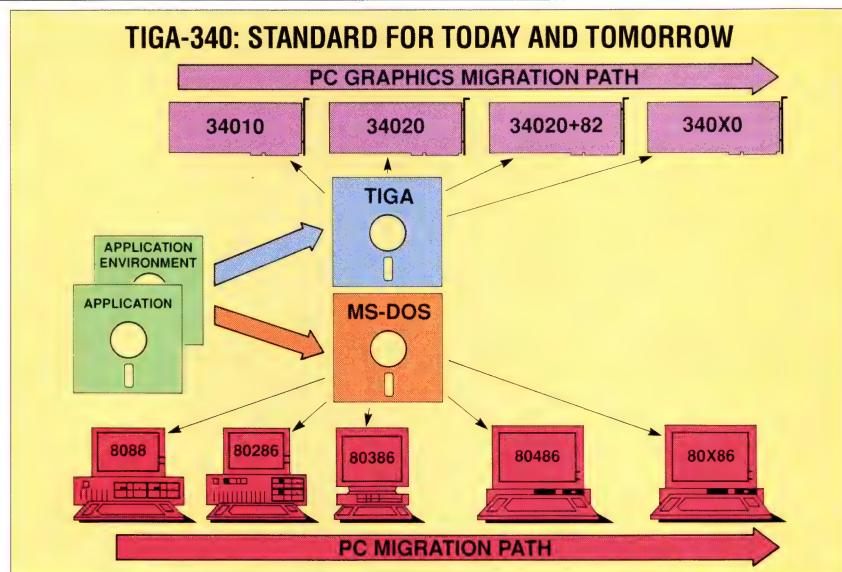 TIGA-340: STANDARD FOR TODAY AND TOMORROW
PC GRAPHICS MIGRATION PATH
34010
34020
34020+82
340X0
TIGA
APPLICATION
ENVIRONMENT
APPLICATION
MS-DOS
8088
80286
80386
80486
80X86
PC MIGRATION PATH